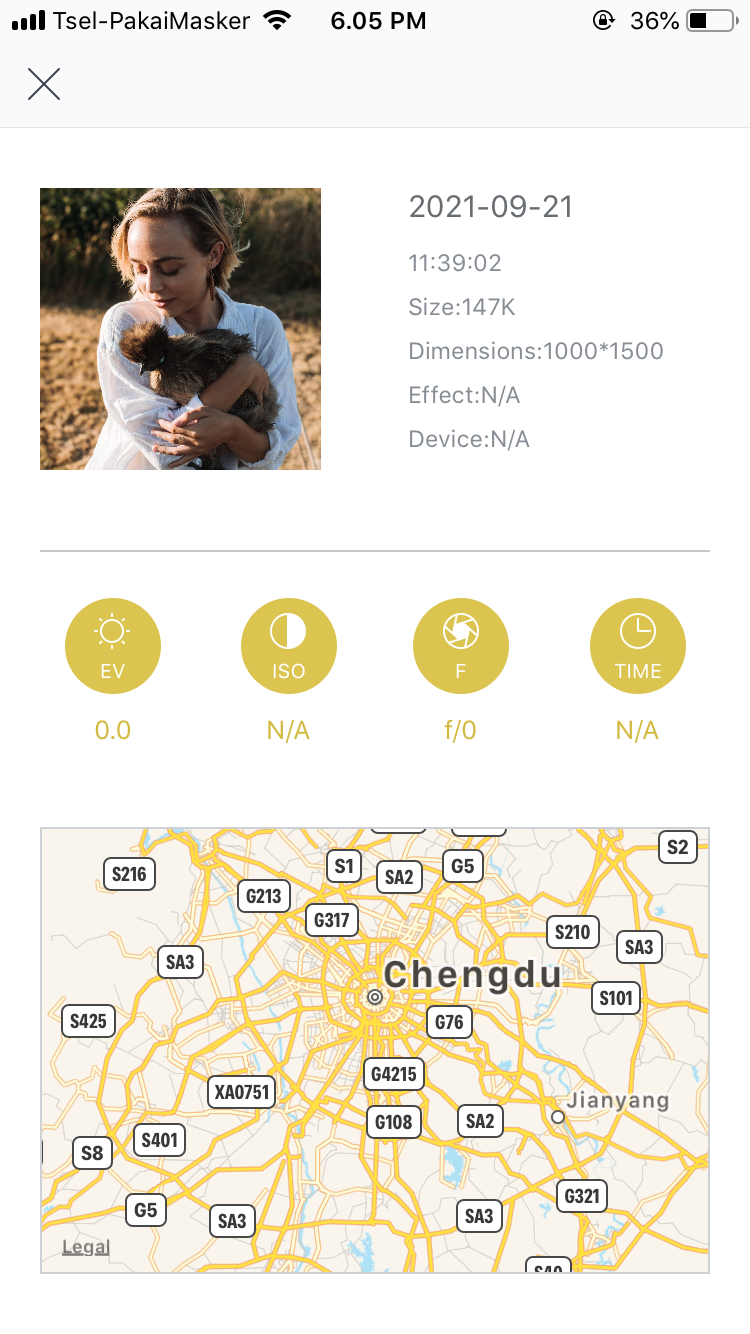 Tsel-PakaiMasker 6.05 PM 36%
2021-09-21
11:39:02
Size:147K
Dimensions:1000*1500
Effect:N/A
Device:N/A
EV ISO F TIME
0.0 N/A f/0 N/A
S2
S1
G5
S216
SA2
G213
G317
S210
SA3
SA3
Chengdu
S101
S425
G76
G4215
XA0751
Jianyang
G108
SA2
S401
S8
G321
G5
SA3
SA3
Legal
S40